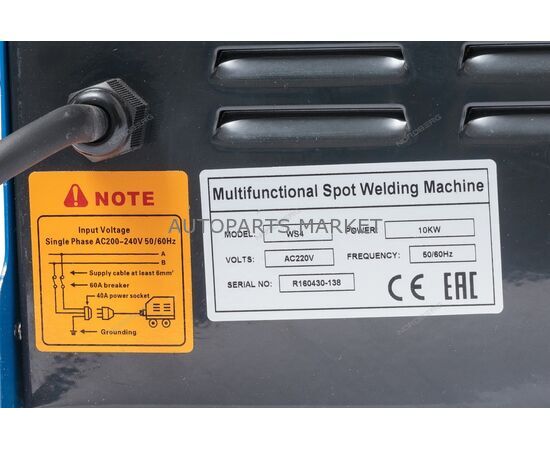 NORDBERG
NOTE
Input Voltage
Single Phase AC200-240V 50/60Hz
A
B
Supply cable at least 6mm²
60A breaker
40A power socket
Grounding
Multifunctional Spot Welding Machine
MODEL: WS4 POWER: 10KW
VOLTS: AC220V FREQUENCY: 50/60Hz
SERIAL NO: R160430-138
CE EAC
AUTOPARTS MARKET